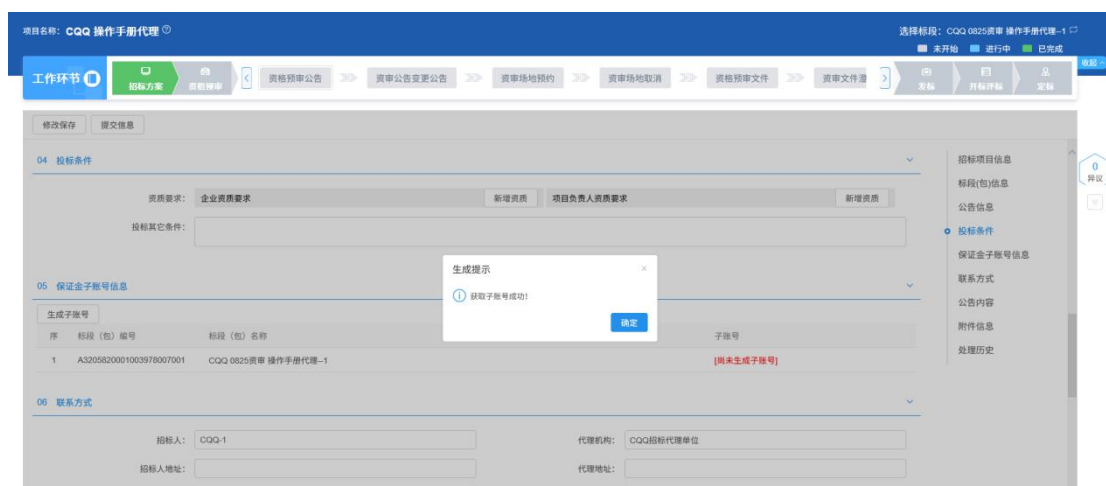 项目名称：CQQ 操作手册代理 选择标段：CQQ 0825资审 操作手册代理--1
未开始 进行中 已完成
工作环节 招标方案 资格预审 资格预审公告 资审公告变更公告 资审场地预约 资审场地取消 资格预审文件 资审文件澄 发标 开标评标 定标 收起
修改保存 提交信息
04 投标条件
资质要求： 企业资质要求 新增资质 项目负责人资质要求 新增资质
投标其它条件：
生成提示 ×
获取子账号成功!
确定
05 保证金子账号信息
生成子账号
序 标段（包）编号 标段（包）名称 子账号
1 A3205820001003978007001 CQQ 0825资审 操作手册代理--1 [尚未生成子账号]
06 联系方式
招标人： CQQ-1 代理机构： CQQ招标代理单位
招标人地址： 代理地址：
招标项目信息
标段(包)信息
公告信息
投标条件
保证金子账号信息
联系方式
公告内容
附件信息
处理历史
0
异议